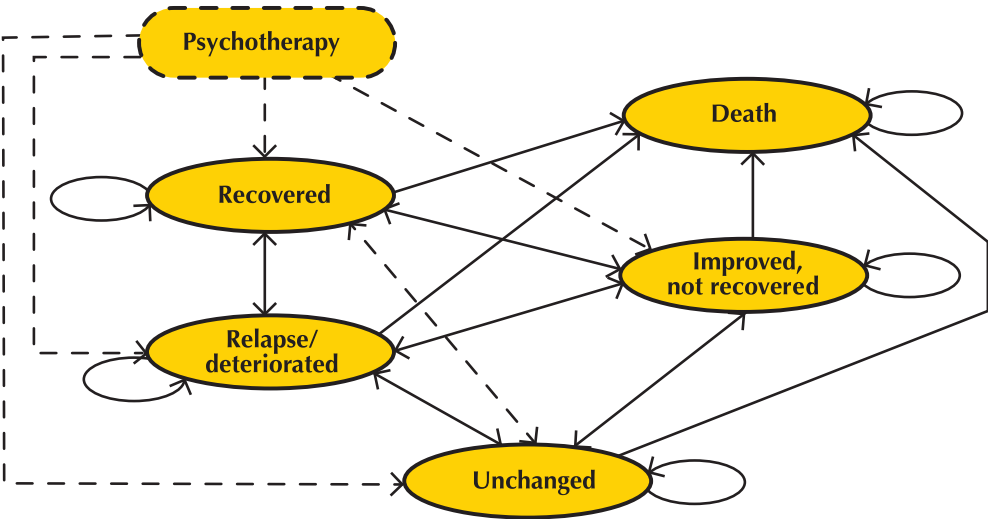 Psychotherapy
Death
Recovered
Improved,
not recovered
Relapse/
deteriorated
Unchanged